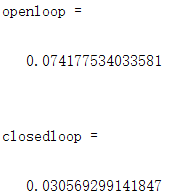 openloop =
0.074177534033581
closedloop =
0.030569299141847